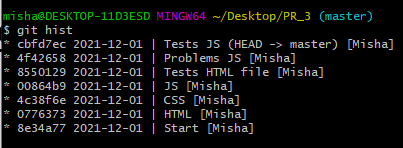 misha@DESKTOP-11D3ESD MINGW64 ~/Desktop/PR_3 (master)
$ git hist
* cbfd7ec 2021-12-01 | Tests JS (HEAD -> master) [Misha]
* 4f42658 2021-12-01 | Problems JS [Misha]
* 8550129 2021-12-01 | Tests HTML file [Misha]
* 00864b9 2021-12-01 | JS [Misha]
* 4c38f6e 2021-12-01 | CSS [Misha]
* 0776373 2021-12-01 | HTML [Misha]
* 8e34a77 2021-12-01 | Start [Misha]